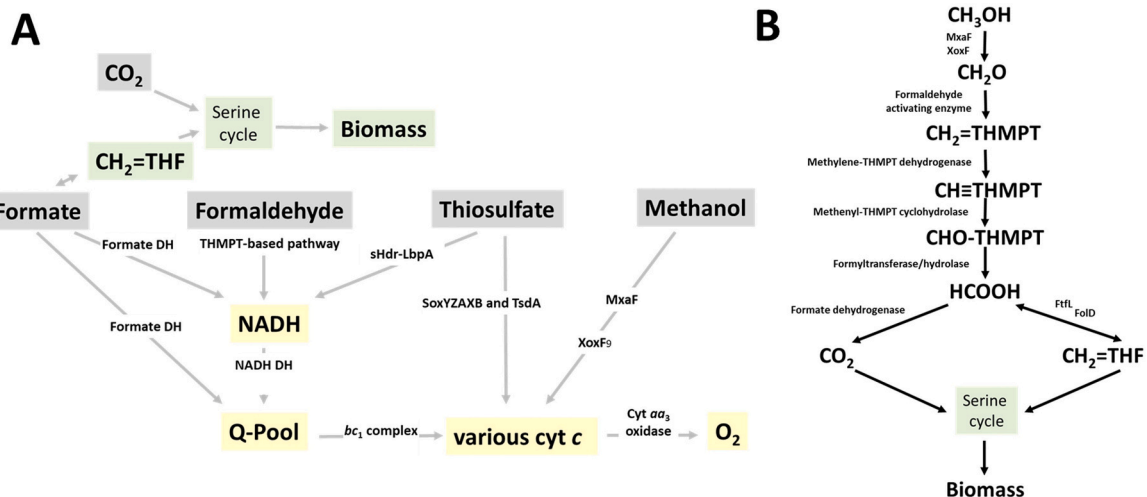 A
CO₂
Serine
cycle
Biomass
CH₂=THF
Formate
Formaldehyde
Thiosulfate
Methanol
Formate DH
THMPT-based pathway
sHdr-LbpA
SoxYZAXB and TsdA
MxaF
NADH
Formate DH
XoxF9
NADH DH
Q-Pool
bc₁ complex
various cyt c
Cyt aa₃
oxidase
O₂
B
CH₃OH
MxaF
XoxF
CH₂O
Formaldehyde
activating enzyme
CH₂=THMPT
Methylene-THMPT dehydrogenase
CH≡THMPT
Methenyl-THMPT cyclohydrolase
CHO-THMPT
Formyltransferase/hydrolase
HCOOH
Formate dehydrogenase
FtfL
FolD
CO₂
CH₂=THF
Serine
cycle
Biomass